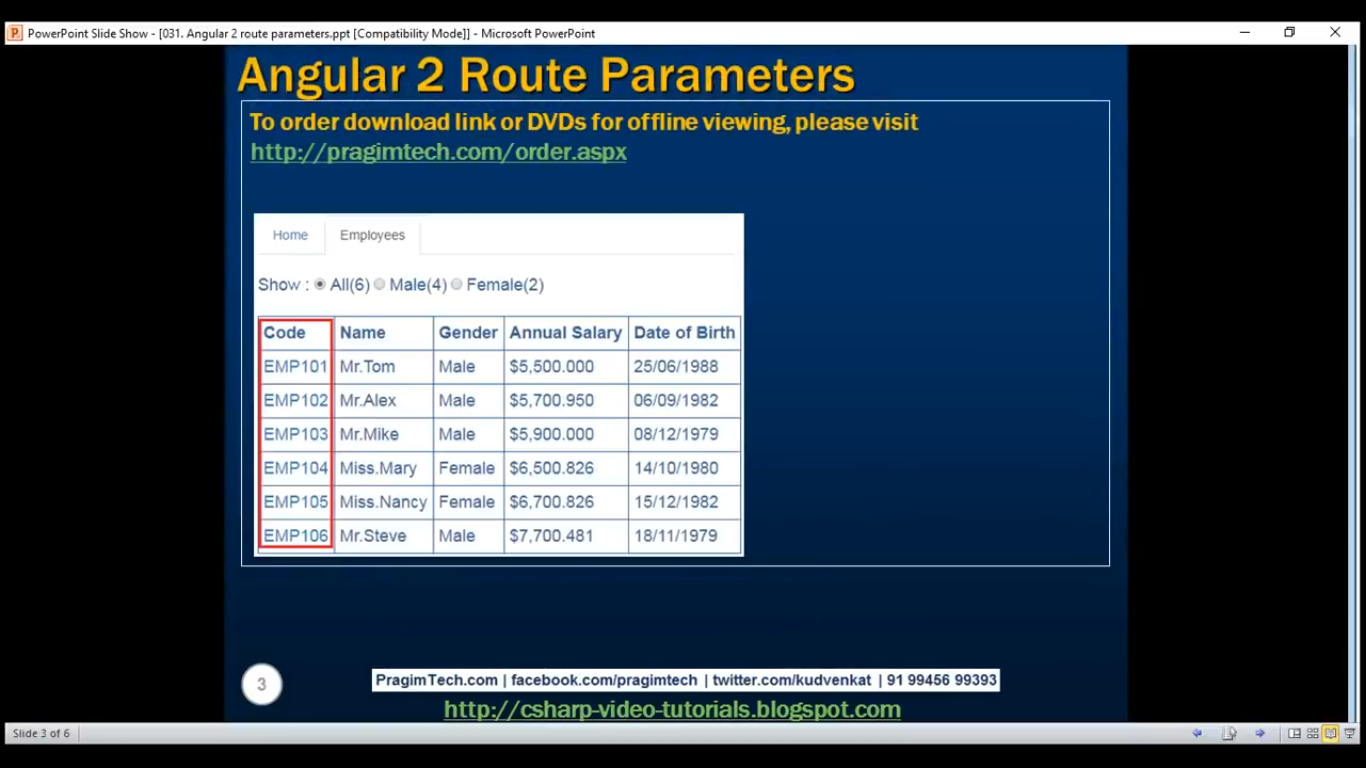 PowerPoint Slide Show - [031. Angular 2 route parameters.ppt [Compatibility Mode]] - Microsoft PowerPoint
Angular 2 Route Parameters
To order download link or DVDs for offline viewing, please visit
http://pragimtech.com/order.aspx
Home Employees
Show : All(6) Male(4) Female(2)
Code Name Gender Annual Salary Date of Birth
EMP101 Mr.Tom Male $5,500.000 25/06/1988
EMP102 Mr.Alex Male $5,700.950 06/09/1982
EMP103 Mr.Mike Male $5,900.000 08/12/1979
EMP104 Miss.Mary Female $6,500.826 14/10/1980
EMP105 Miss.Nancy Female $6,700.826 15/12/1982
EMP106 Mr.Steve Male $7,700.481 18/11/1979
3
PragimTech.com | facebook.com/pragimtech | twitter.com/kudvenkat | 91 99456 99393
http://csharp-video-tutorials.blogspot.com
Slide 3 of 6